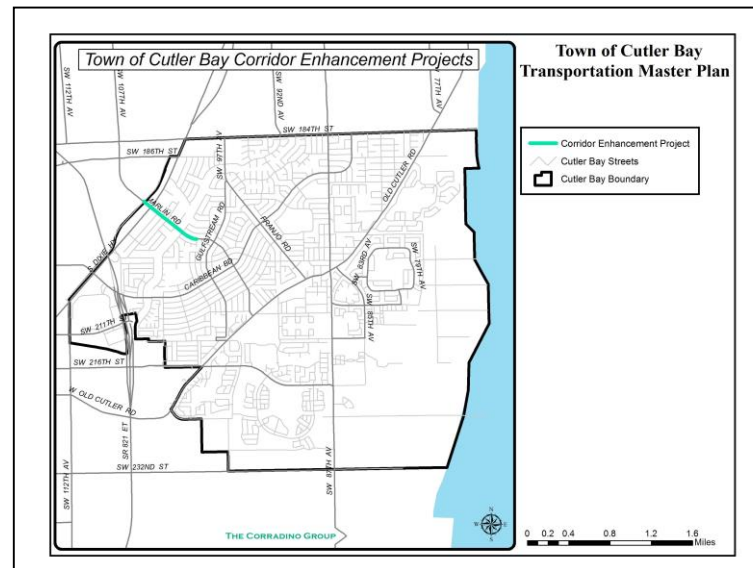 Town of Cutler Bay Corridor Enhancement Projects
Town of Cutler Bay
Transportation Master Plan
Corridor Enhancement Project
Cutler Bay Streets
Cutler Bay Boundary
SW 112TH AV
SW 107TH AV
SW 92ND AV
SW 77TH AV
SW 184TH ST
SW 186TH ST
SW 97TH AV
OLD CUTLER RD
MARLIN RD
GULFSTREAM RD
FRANJO RD
S DIXIE HY
CARIBBEAN BD
SW 83RD AV
SW 79TH AV
SW 85TH AV
SW 211TH ST
SW 216TH ST
W OLD CUTLER RD
SR 821 ET
SW 232ND ST
SW 112TH AV
SW 87TH AV
N
W E
S
THE CORRADINO GROUP
0 0.2 0.4 0.8 1.2 1.6
Miles